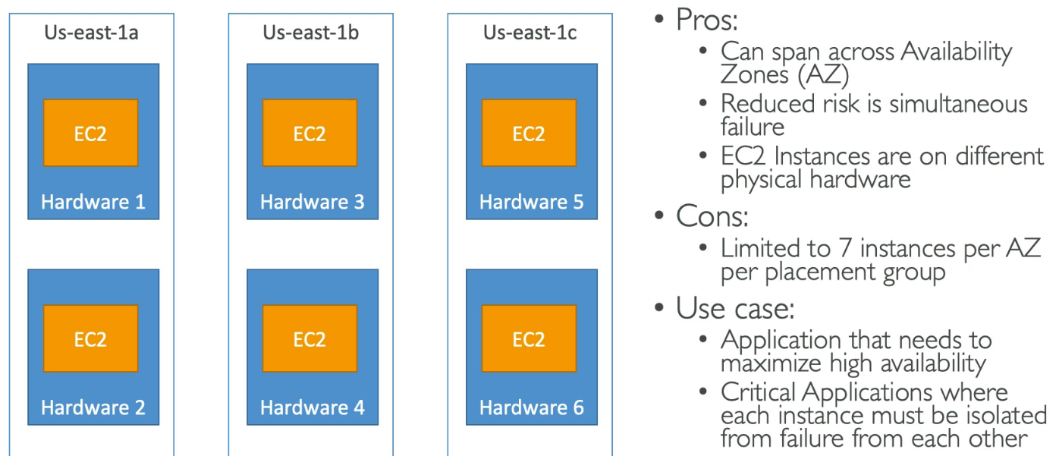 Us-east-1a
Us-east-1b
Us-east-1c
EC2
EC2
EC2
Hardware 1
Hardware 3
Hardware 5
EC2
EC2
EC2
Hardware 2
Hardware 4
Hardware 6
• Pros:
• Can span across Availability
Zones (AZ)
• Reduced risk is simultaneous
failure
• EC2 Instances are on different
physical hardware
• Cons:
• Limited to 7 instances per AZ
per placement group
• Use case:
• Application that needs to
maximize high availability
• Critical Applications where
each instance must be isolated
from failure from each other